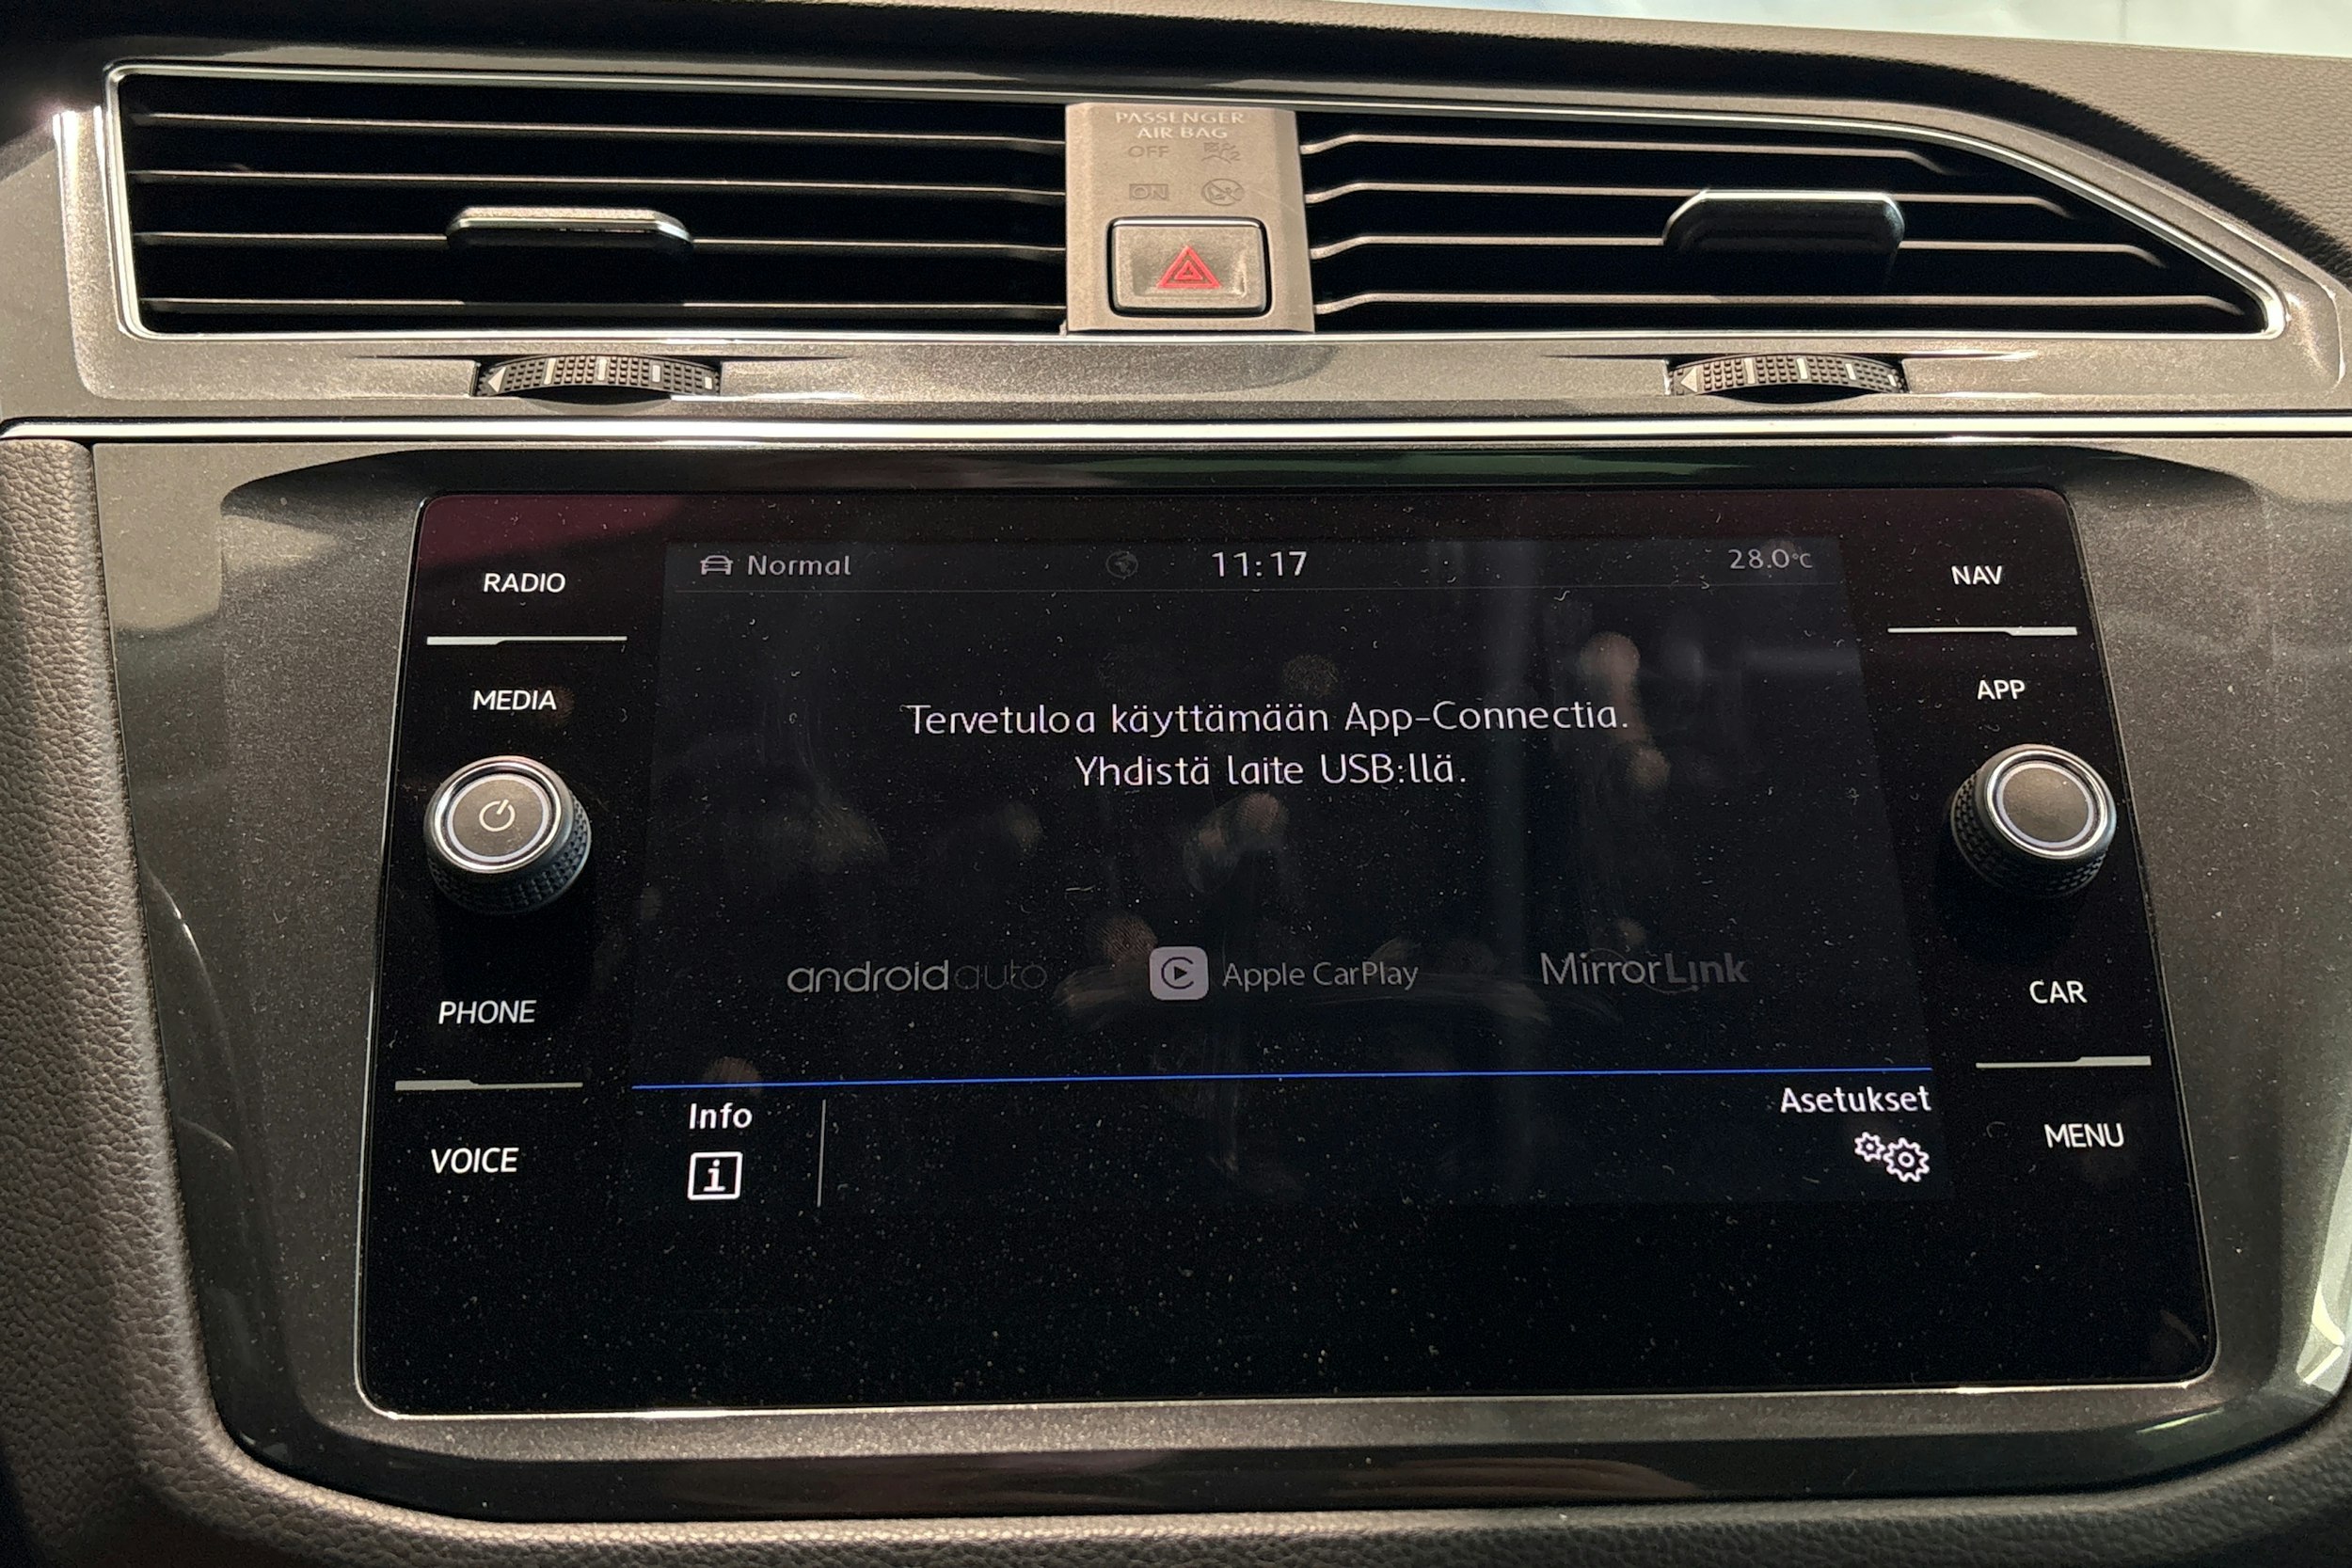 PASSENGER
AIR BAG
OFF
ON
RADIO
MEDIA
PHONE
VOICE
Normal
11:17
28.0°C
Tervetuloa käyttämään App-Connectia.
Yhdistä laite USB:llä.
androidauto
Apple CarPlay
MirrorLink
Info
Asetukset
NAV
APP
CAR
MENU